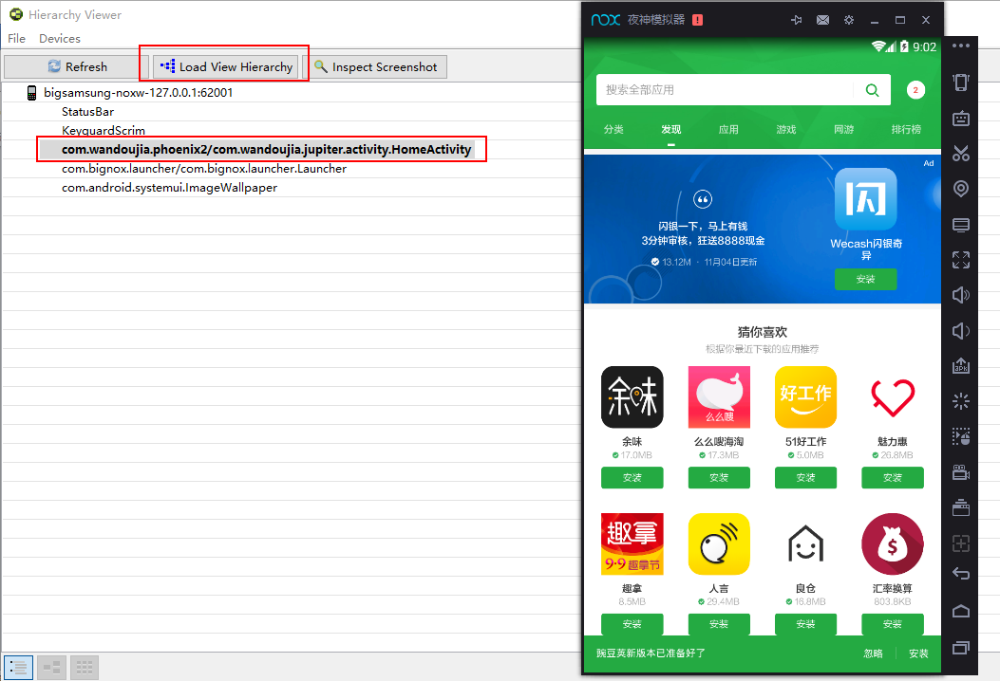 Hierarchy Viewer
File Devices
Refresh
Load View Hierarchy
Inspect Screenshot
bigsamsung-noxw-127.0.0.1:62001
StatusBar
KeyguardScrim
com.wandoujia.phoenix2/com.wandoujia.jupiter.activity.HomeActivity
com.bignox.launcher/com.bignox.launcher.Launcher
com.android.systemui.ImageWallpaper
nox 夜神模拟器
9:02
搜索全部应用
2
分类 发现 应用 游戏 网游 排行榜
Ad
闪银一下，马上有钱
3分钟审核，狂送8888现金
13.12M · 11月04日更新
闪
Wecash闪银奇
异
安装
猜你喜欢
根据你最近下载的应用推荐
余味
么么嗖
好工作
余味 么么嗖海淘 51好工作 魅力惠
17.0MB 17.3MB 5.0MB 26.8MB
安装 安装 安装 安装
趣拿
9·9趣拿节
$
趣拿 人言 良仓 汇率换算
8.5MB 29.4MB 16.8MB 803.8KB
安装 安装 安装 安装
豌豆荚新版本已准备好了 忽略 安装